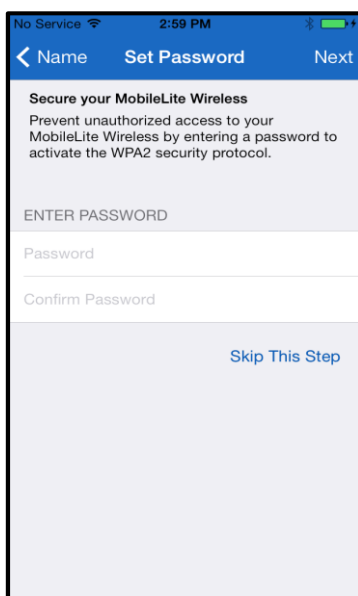 No Service 2:59 PM
Name Set Password Next
Secure your MobileLite Wireless
Prevent unauthorized access to your
MobileLite Wireless by entering a password to
activate the WPA2 security protocol.
ENTER PASSWORD
Password
Confirm Password
Skip This Step